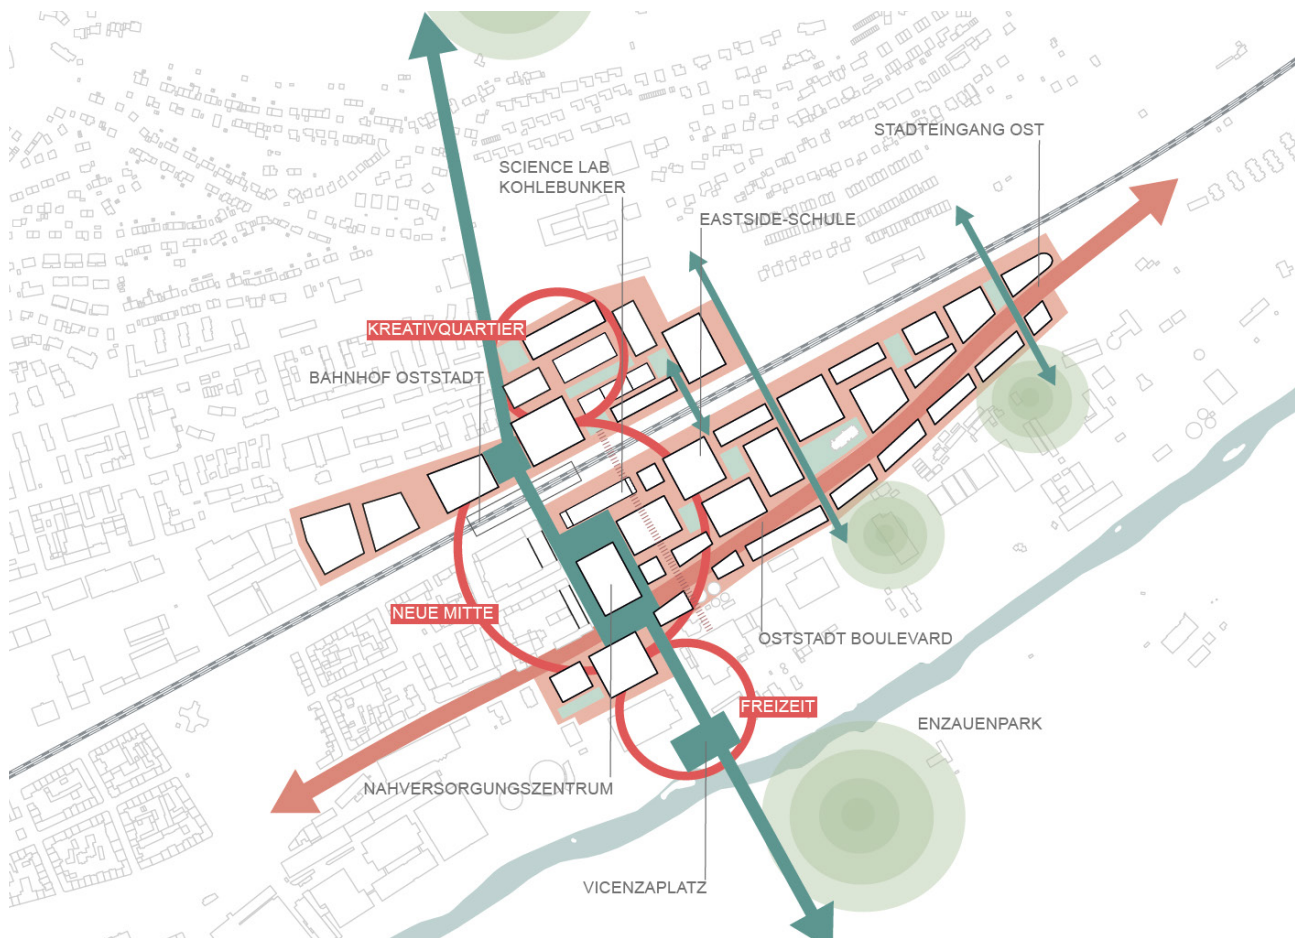 STADTEINGANG OST
SCIENCE LAB
KOHLEBUNKER
EASTSIDE-SCHULE
KREATIVQUARTIER
BAHNHOF OSTSTADT
NEUE MITTE
OSTSTADT BOULEVARD
FREIZEIT
ENZAUENPARK
NAHVERSORGUNGSZENTRUM
VICENZAPLATZ